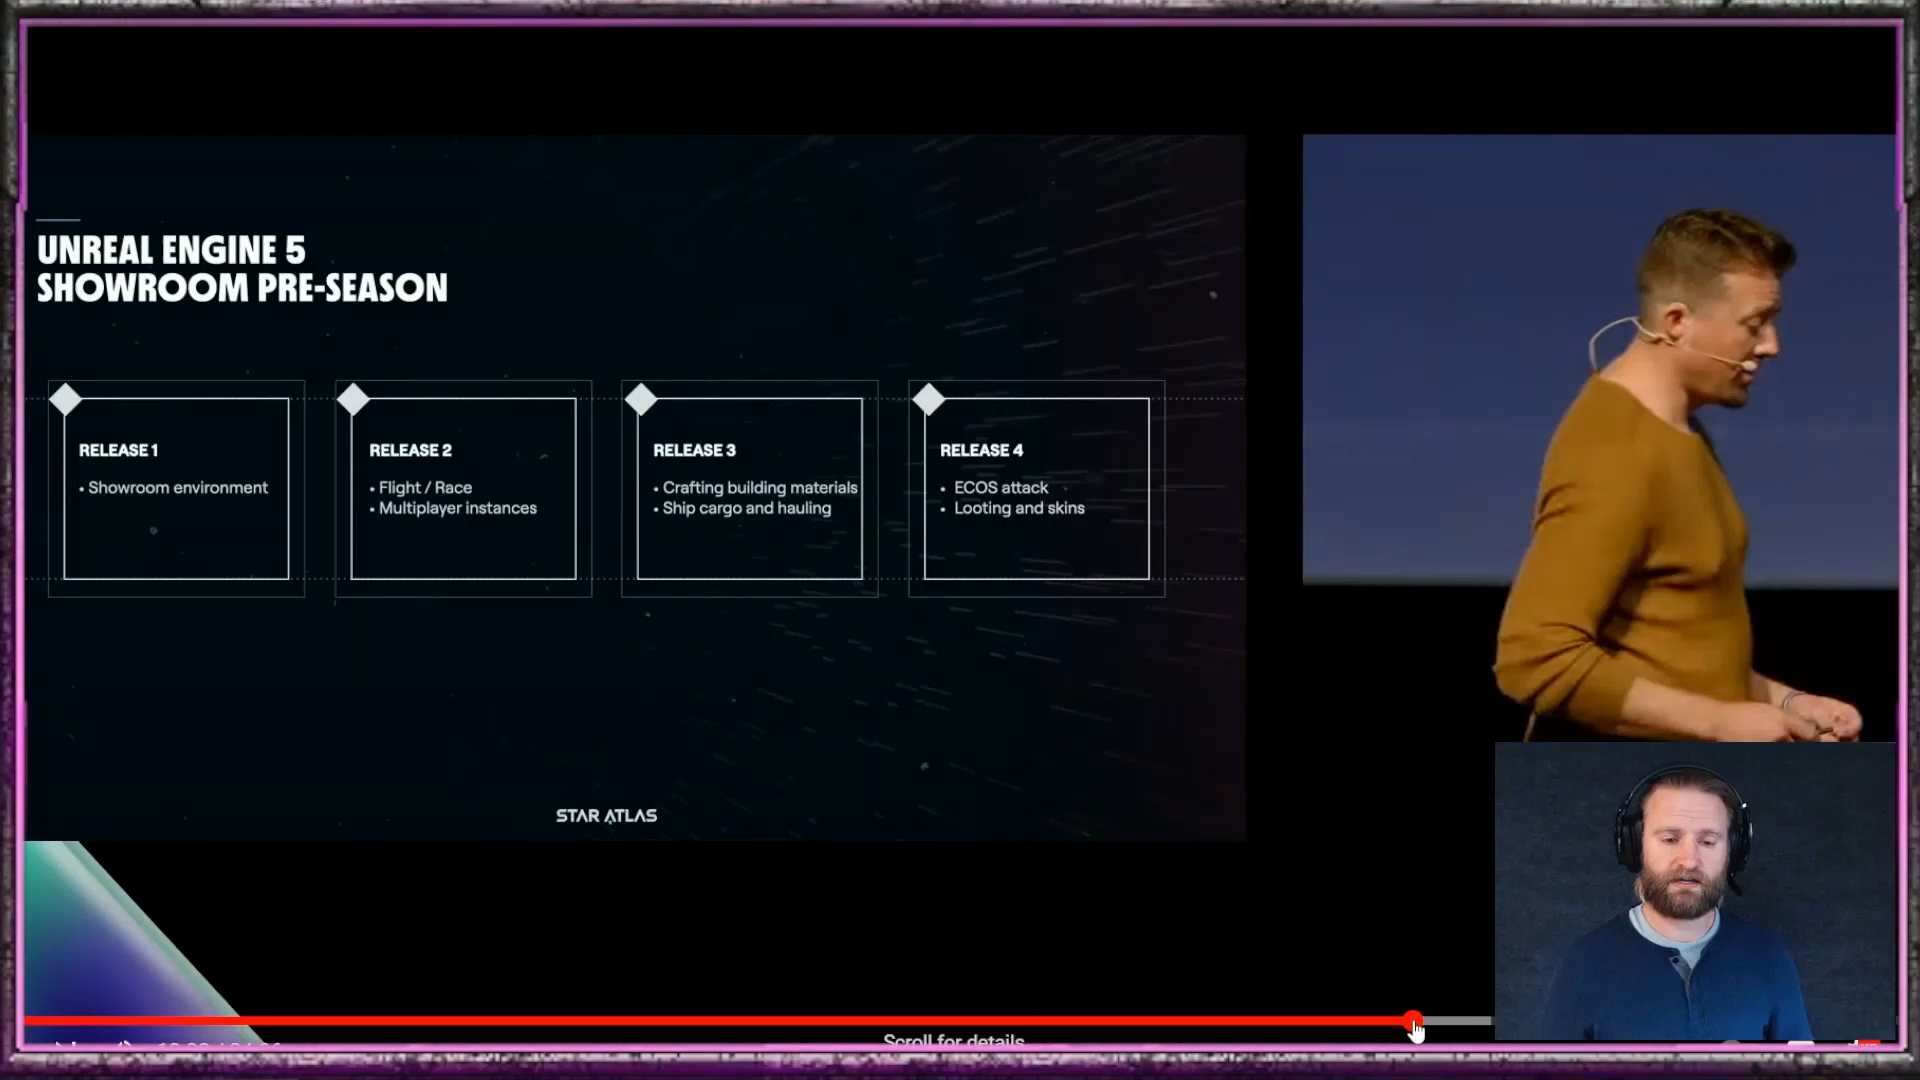 UNREAL ENGINE 5
SHOWROOM PRE-SEASON
RELEASE 1
• Showroom environment
RELEASE 2
• Flight / Race
• Multiplayer instances
RELEASE 3
• Crafting building materials
• Ship cargo and hauling
RELEASE 4
• ECOS attack
• Looting and skins
STAR ATLAS
Scroll for details